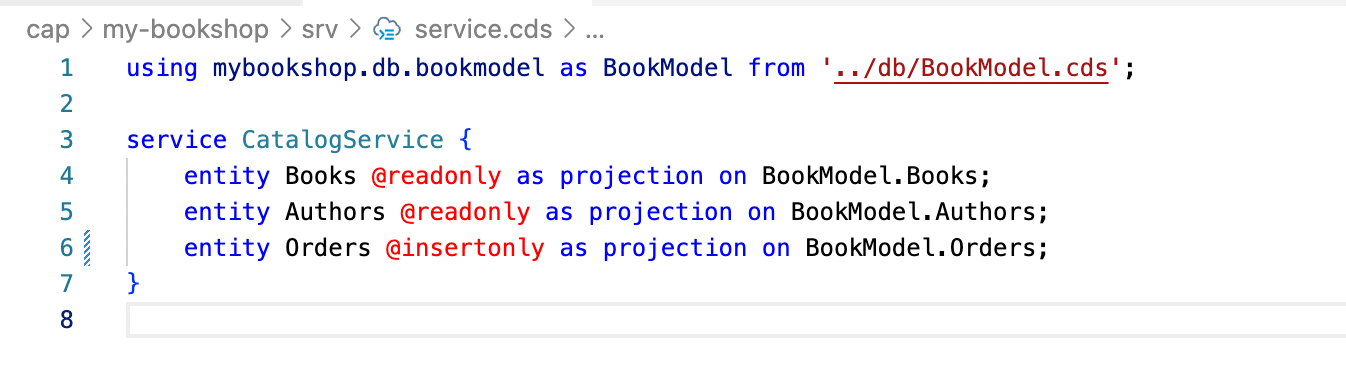 cap > my-bookshop > srv > service.cds > ...
1 using mybookshop.db.bookmodel as BookModel from '../db/BookModel.cds';
2
3 service CatalogService {
4     entity Books @readonly as projection on BookModel.Books;
5     entity Authors @readonly as projection on BookModel.Authors;
6     entity Orders @insertonly as projection on BookModel.Orders;
7 }
8